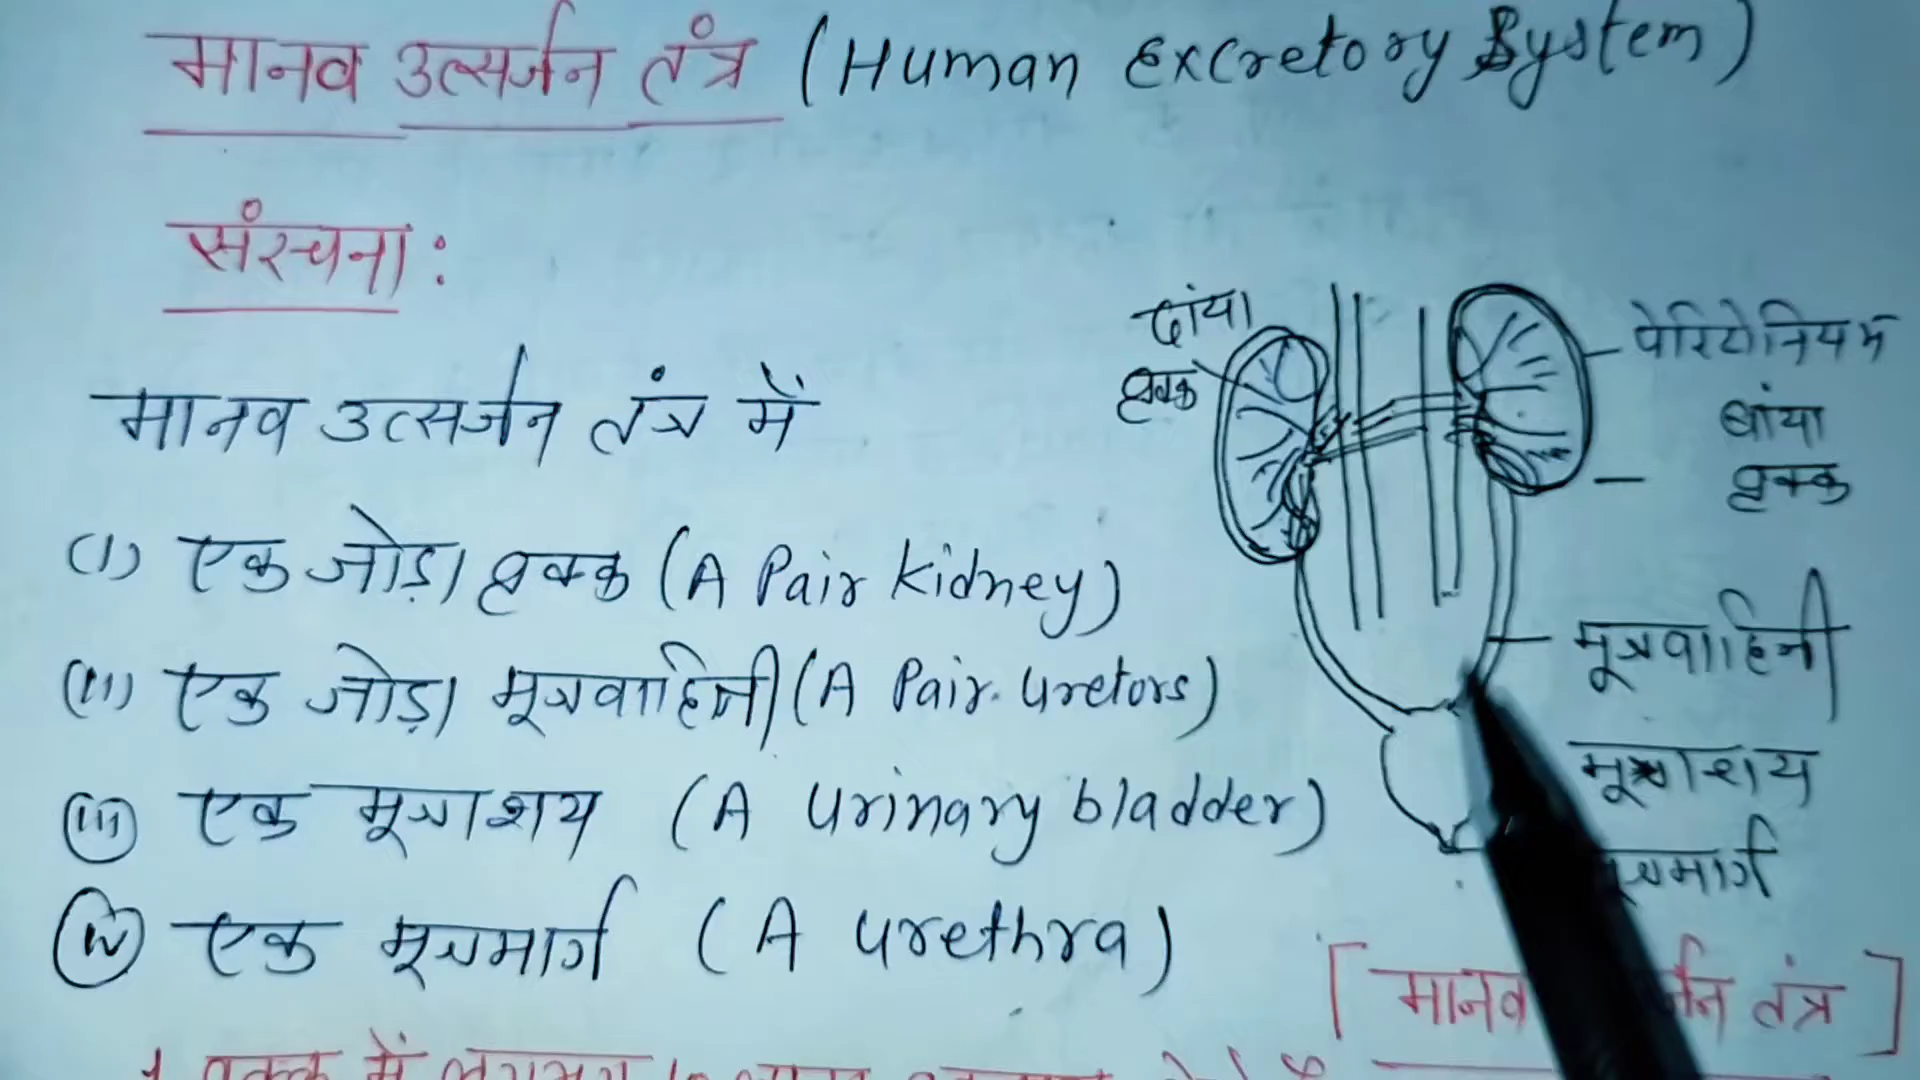 मानव उत्सर्जन तंत्र (Human Excretory System)
संरचना:
मानव उत्सर्जन तंत्र में
(i) एक जोड़ा वृक्क (A Pair Kidney)
(ii) एक जोड़ा मूत्रवाहिनी (A Pair. Uretors)
(iii) एक मूत्राशय (A Urinary bladder)
(iv) एक मूत्रमार्ग (A Urethra)
दांया
वृक्क
पेरिटोनियम
बांया
वृक्क
मूत्रवाहिनी
मूत्राशय
[मानव तंत्र]
वृक्क में लगभग